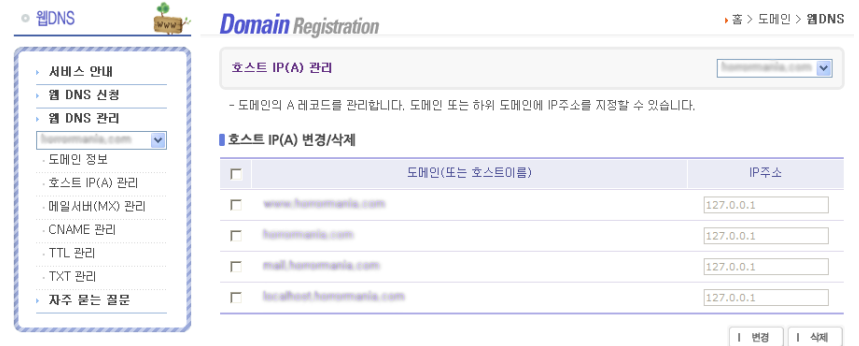 웹DNS
WWW
서비스 안내
웹 DNS 신청
웹 DNS 관리
도메인 정보
호스트 IP(A) 관리
메일서버(MX) 관리
CNAME 관리
TTL 관리
TXT 관리
자주 묻는 질문
Domain Registration
홈 > 도메인 > 웹DNS
호스트 IP(A) 관리
- 도메인의 A 레코드를 관리합니다. 도메인 또는 하위 도메인에 IP주소를 지정할 수 있습니다.
호스트 IP(A) 변경/삭제
도메인(또는 호스트이름) IP주소
127.0.0.1
127.0.0.1
127.0.0.1
127.0.0.1
변경 삭제